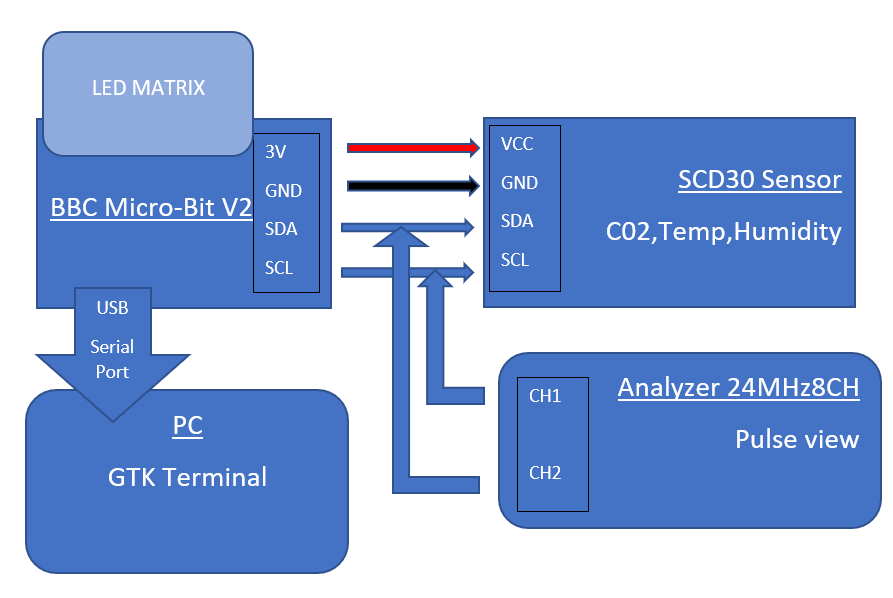 LED MATRIX
BBC Micro-Bit V2
3V
GND
SDA
SCL
VCC
GND
SDA
SCL
SCD30 Sensor
C02,Temp,Humidity
USB
Serial
Port
PC
GTK Terminal
CH1
CH2
Analyzer 24MHz8CH
Pulse view